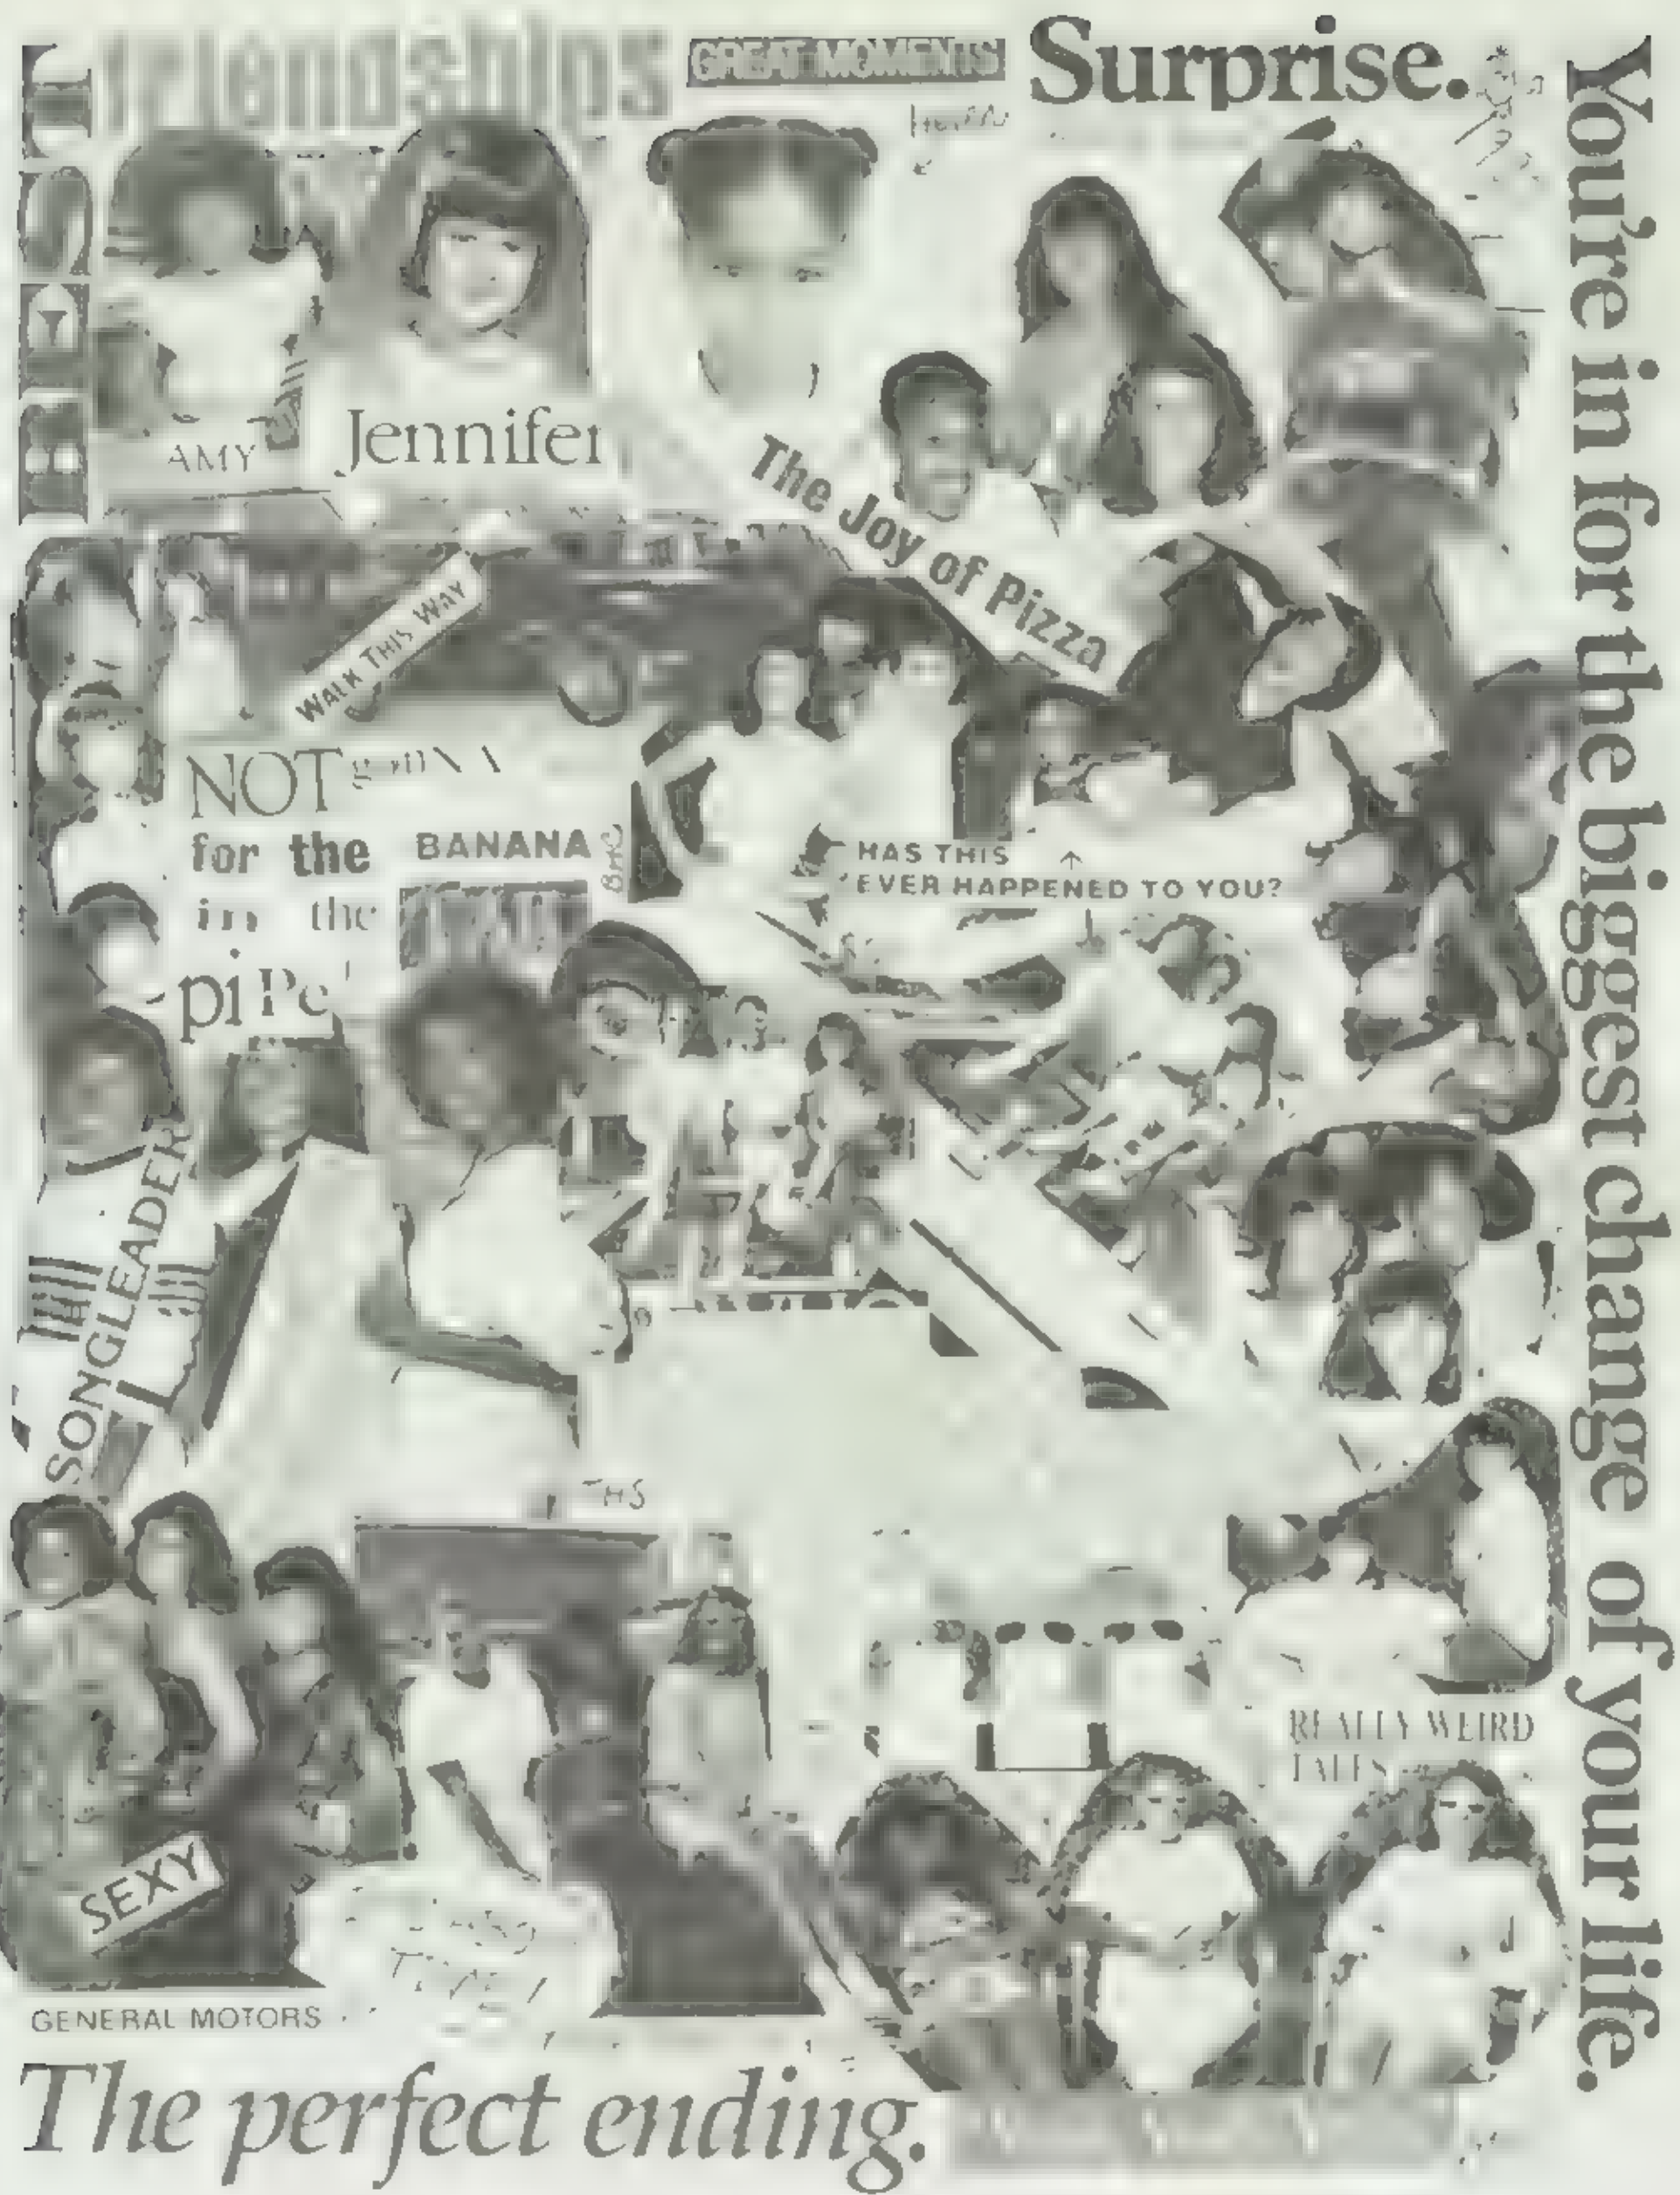 BEST
friendships
GREAT MOMENTS
Surprise.
You're in for the biggest change of your life.
AMY
Jennifer
The Joy of Pizza
WALK THIS WAY
NOT
for the
in the
BANANA
HAS THIS
EVER HAPPENED TO YOU?
SONGLEADERS
THS
REALLY WEIRD
TALES
SEXY
GENERAL MOTORS
The perfect ending.